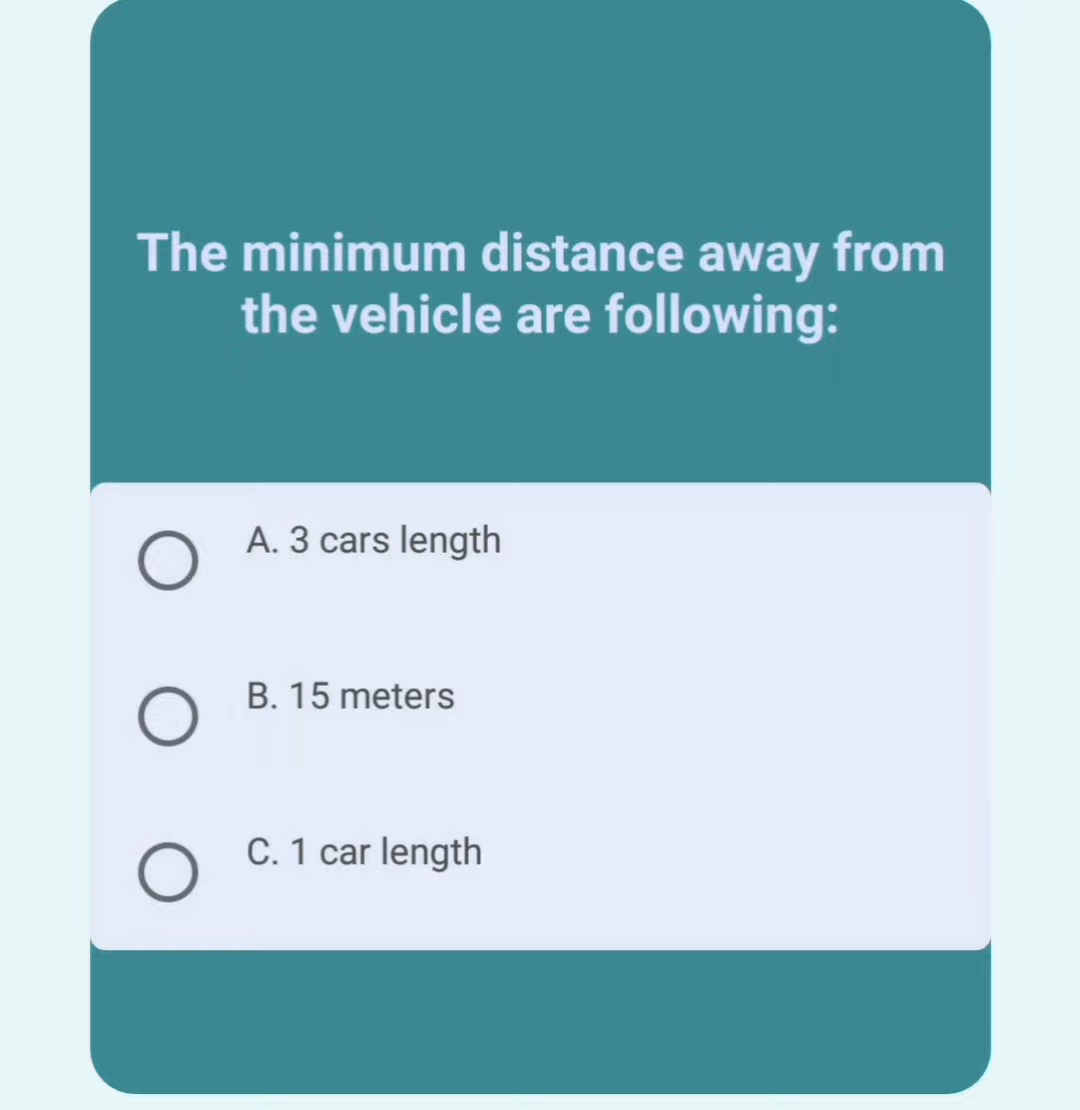 The minimum distance away from
the vehicle are following:
A. 3 cars length
B. 15 meters
C. 1 car length